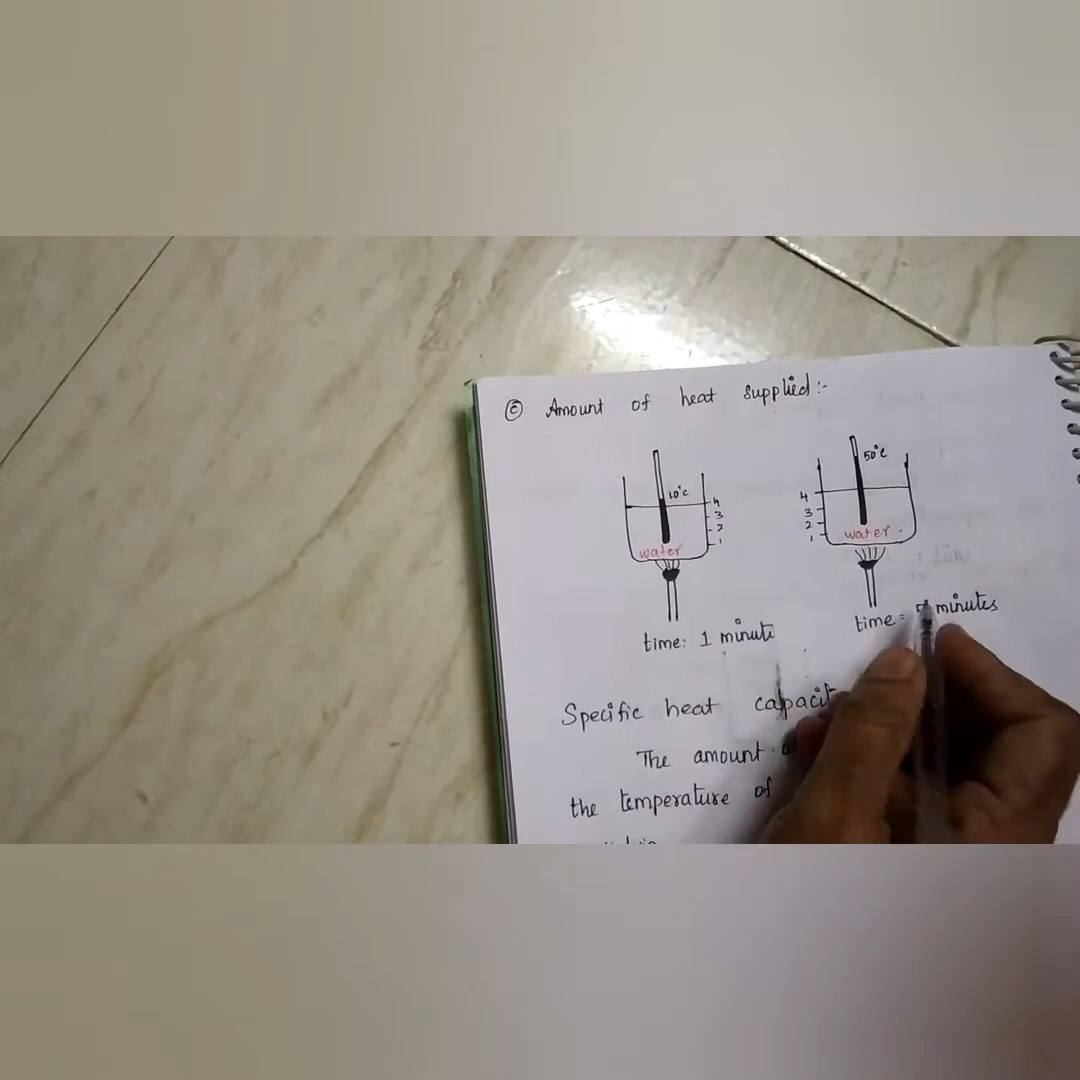 © Amount of heat supplied:-
10°c
4
3
2
1
water
time: 1 minute
50°c
4
3
2
1
water
time= minutes
Specific heat
The amount
the temperature of